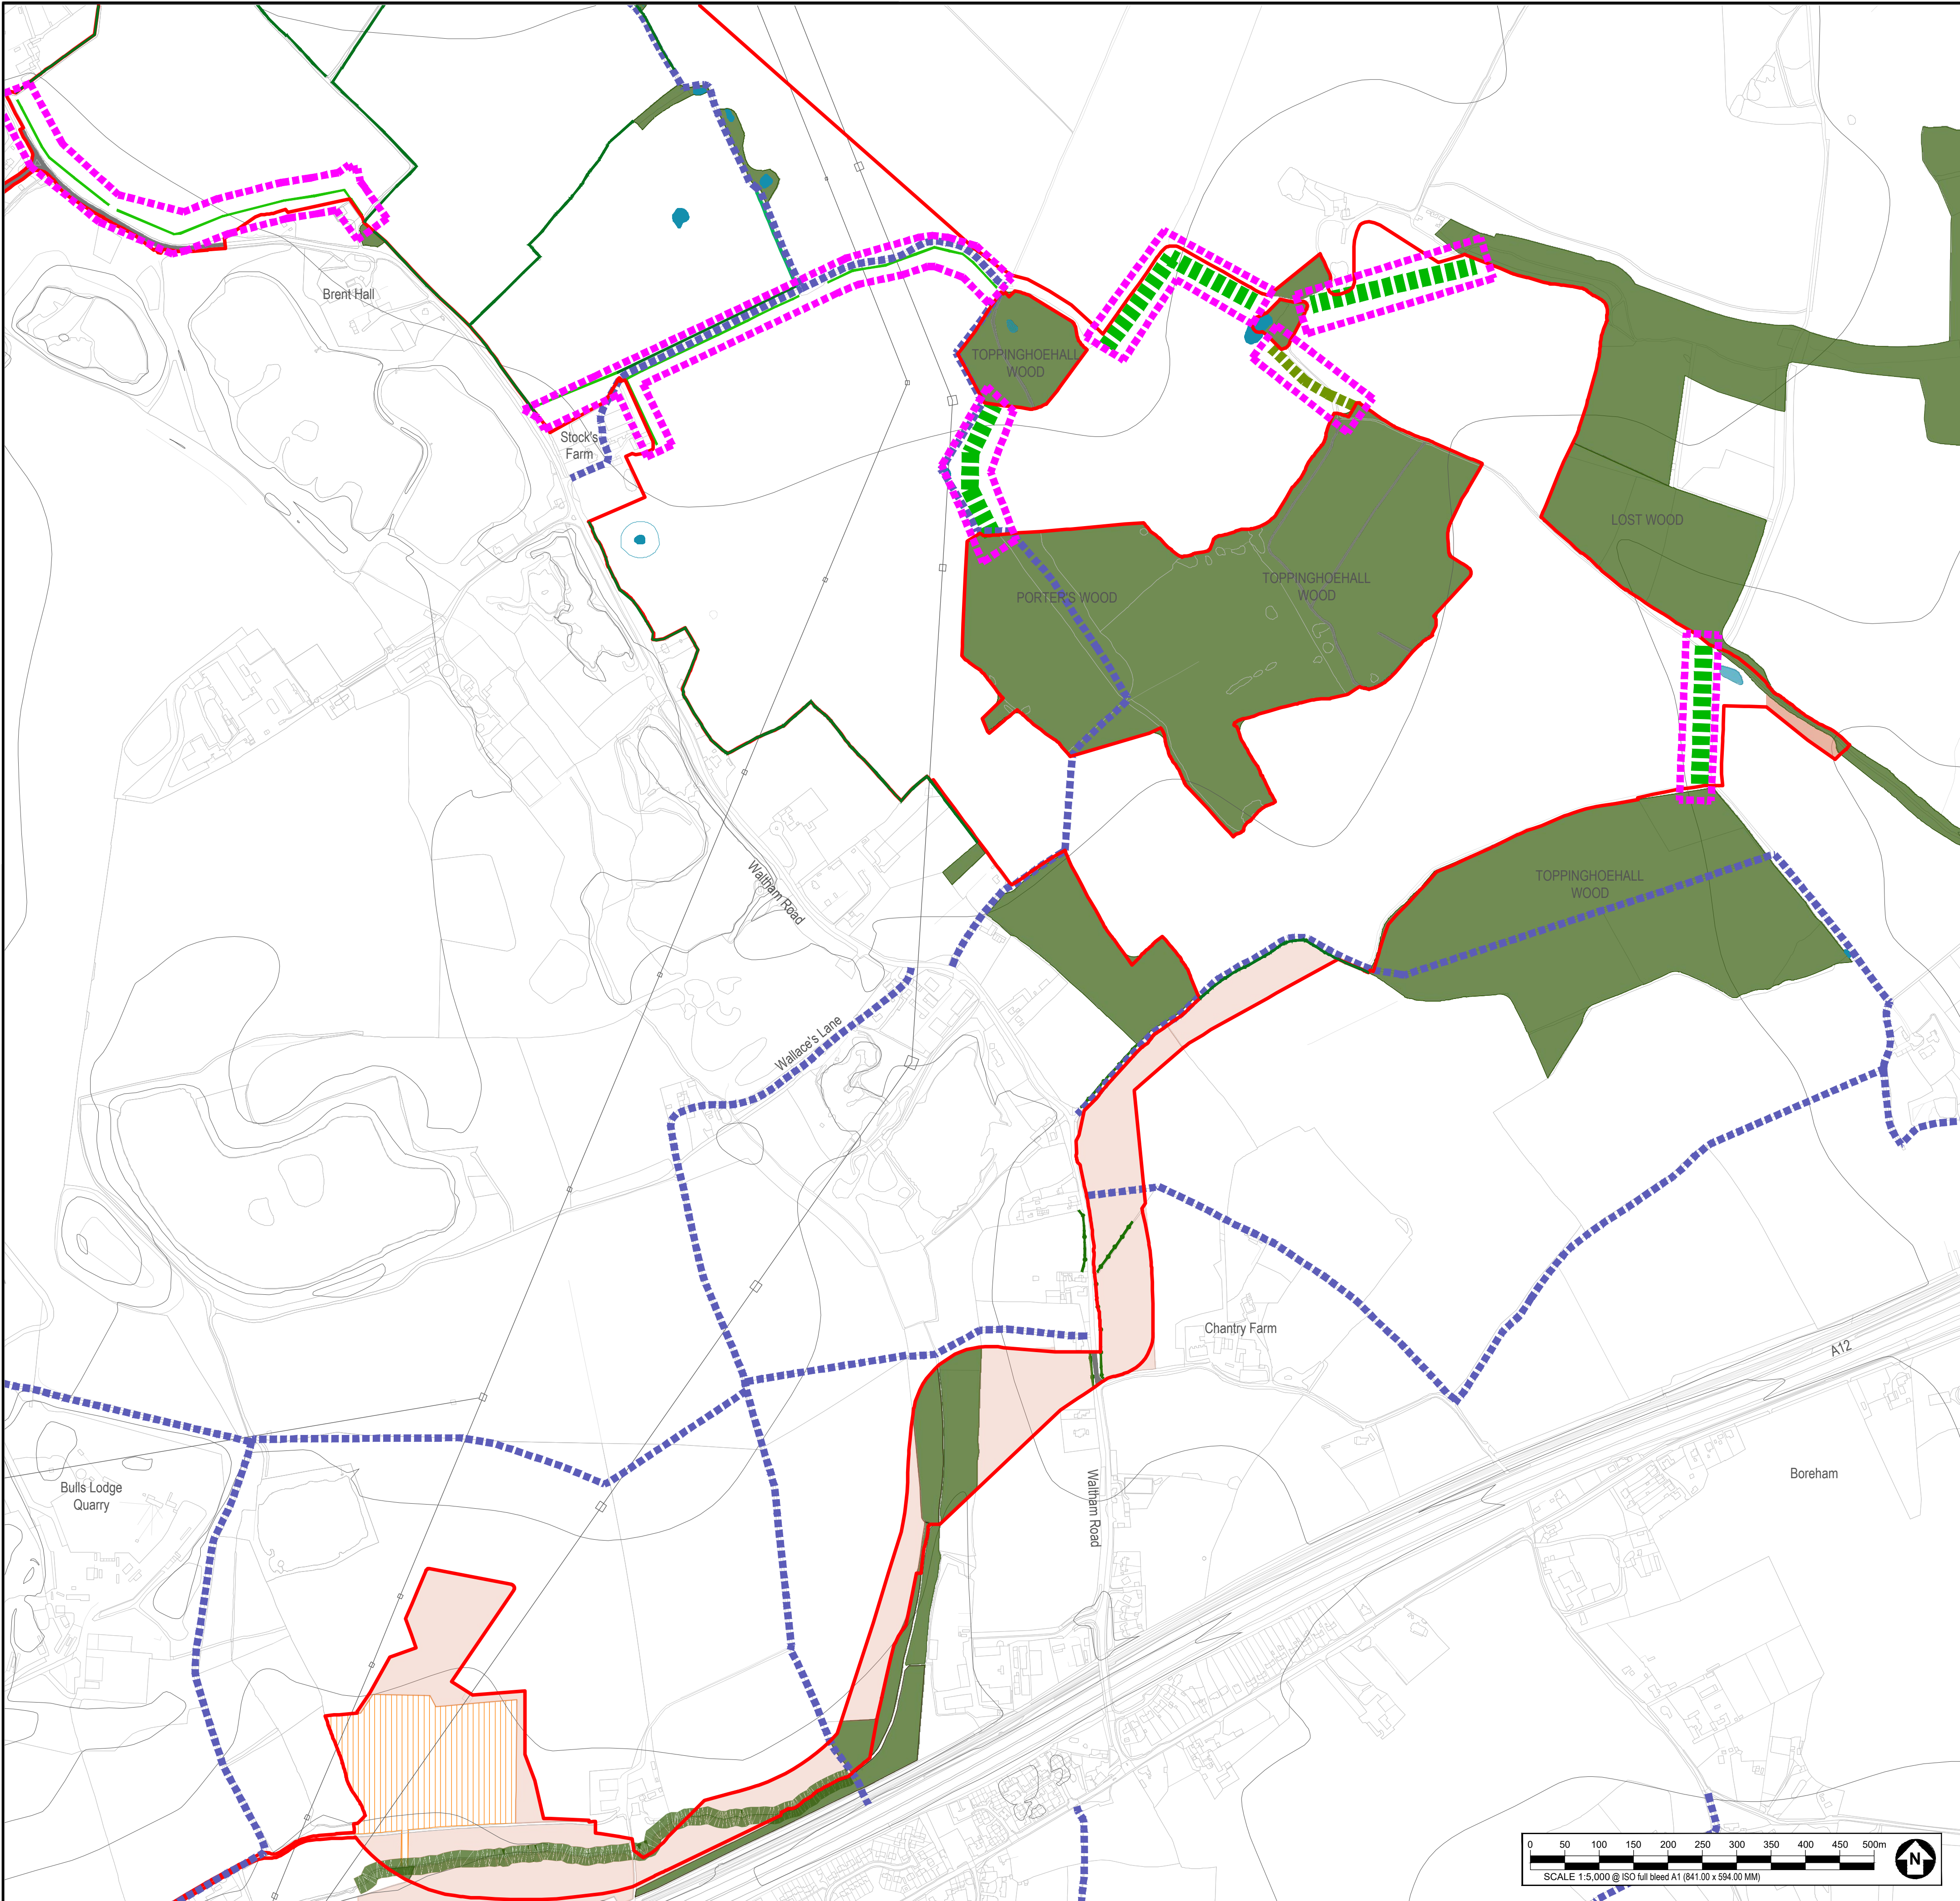 Brent Hall
TOPPINGHOEHALL
WOOD
Stock's
Farm
LOST WOOD
TOPPINGHOEHALL
WOOD
PORTER'S WOOD
Waltham Road
TOPPINGHOEHALL
WOOD
Wallace's Lane
Chantry Farm
A12
Bulls Lodge
Quarry
Boreham
Waltham Road
0 50 100 150 200 250 300 350 400 450 500m
SCALE 1:5,000 @ ISO full bleed A1 (841.00 x 594.00 MM)
N